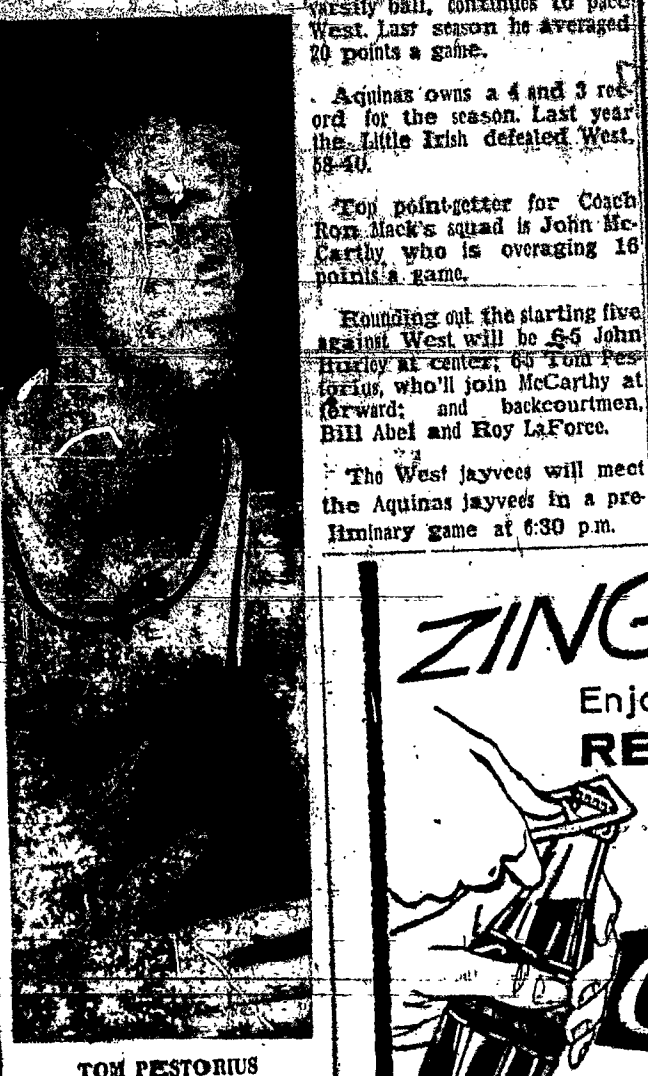 varsity ball, continues to pace
West. Last season he averaged
20 points a game.
Aquinas owns a 4 and 3 rec-
ord for the season. Last year
the Little Irish defeated West,
58-40.
Top point-getter for Coach
Ron Mack's squad is John Mc-
Carthy who is overaging 16
points a game.
Rounding out the starting five
against West will be 6-5 John
Hurley at center; 6-5 Tom Pes-
torius, who'll join McCarthy at
forward; and backcourtmen,
Bill Abel and Roy LaForce.
The West jayvees will meet
the Aquinas jayvees in a pre-
liminary game at 6:30 p.m.
TOM PESTORIUS
ZING
Enjo
RE